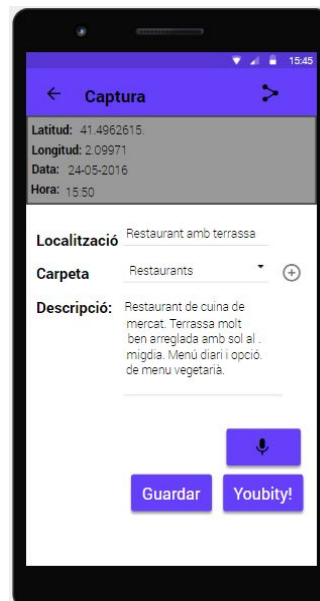 15:45
Captura
Latitud: 41.4962615.
Longitud: 2.09971
Data: 24-05-2016
Hora: 15:50
Localització Restaurant amb terrassa
Carpeta Restaurants
Descripció: Restaurant de cuina de
mercat. Terrassa molt
ben arreglada amb sol al .
migdia. Menú diari i opció.
de menu vegetarià.
Guardar Youbity!